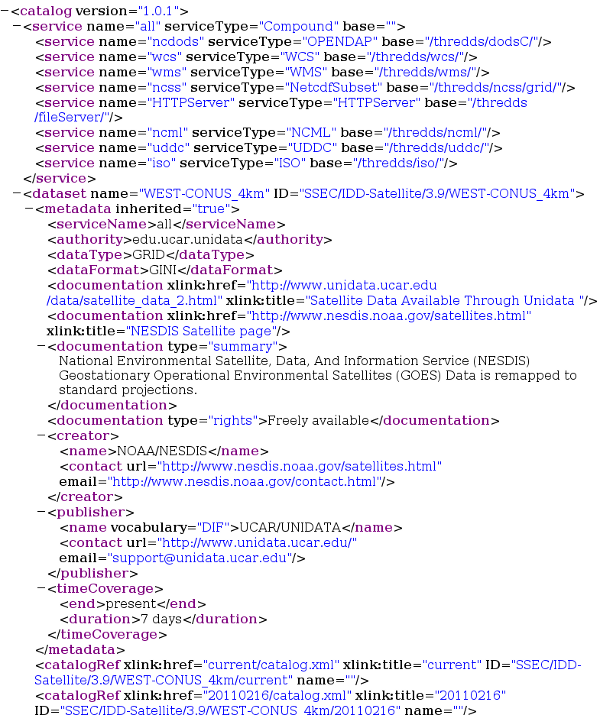 −<catalog version="1.0.1">
−<service name="all" serviceType="Compound" base="">
<service name="ncdods" serviceType="OPENDAP" base="/thredds/dodsC/"/>
<service name="wcs" serviceType="WCS" base="/thredds/wcs/"/>
<service name="wms" serviceType="WMS" base="/thredds/wms/"/>
<service name="ncss" serviceType="NetcdfSubset" base="/thredds/ncss/grid/"/>
<service name="HTTPServer" serviceType="HTTPServer" base="/thredds
/fileServer/"/>
<service name="ncml" serviceType="NCML" base="/thredds/ncml/"/>
<service name="uddc" serviceType="UDDC" base="/thredds/uddc/"/>
<service name="iso" serviceType="ISO" base="/thredds/iso/"/>
</service>
−<dataset name="WEST-CONUS_4km" ID="SSEC/IDD-Satellite/3.9/WEST-CONUS_4km">
−<metadata inherited="true">
<serviceName>all</serviceName>
<authority>edu.ucar.unidata</authority>
<dataType>GRID</dataType>
<dataFormat>GINI</dataFormat>
<documentation xlink:href="http://www.unidata.ucar.edu
/data/satellite_data_2.html" xlink:title="Satellite Data Available Through Unidata "/>
<documentation xlink:href="http://www.nesdis.noaa.gov/satellites.html"
xlink:title="NESDIS Satellite page"/>
−<documentation type="summary">
National Environmental Satellite, Data, And Information Service (NESDIS)
Geostationary Operational Environmental Satellites (GOES) Data is remapped to
standard projections.
</documentation>
<documentation type="rights">Freely available</documentation>
−<creator>
<name>NOAA/NESDIS</name>
<contact url="http://www.nesdis.noaa.gov/satellites.html"
email="http://www.nesdis.noaa.gov/contact.html"/>
</creator>
−<publisher>
<name vocabulary="DIF">UCAR/UNIDATA</name>
<contact url="http://www.unidata.ucar.edu/"
email="support@unidata.ucar.edu"/>
</publisher>
−<timeCoverage>
<end>present</end>
<duration>7 days</duration>
</timeCoverage>
</metadata>
<catalogRef xlink:href="current/catalog.xml" xlink:title="current" ID="SSEC/IDD-
Satellite/3.9/WEST-CONUS_4km/current" name=""/>
<catalogRef xlink:href="20110216/catalog.xml" xlink:title="20110216"
ID="SSEC/IDD-Satellite/3.9/WEST-CONUS_4km/20110216" name=""/>